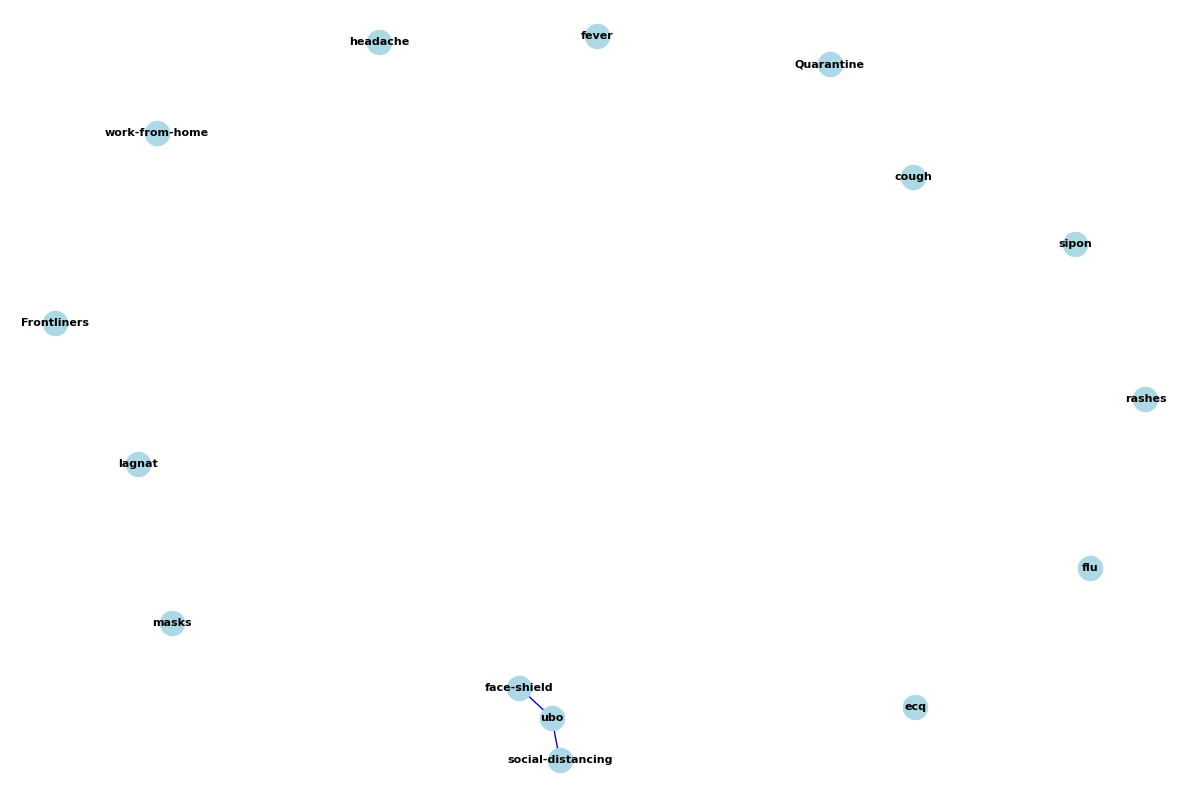 fever
headache
Quarantine
work-from-home
cough
sipon
Frontliners
rashes
lagnat
flu
masks
face-shield
ecq
ubo
social-distancing